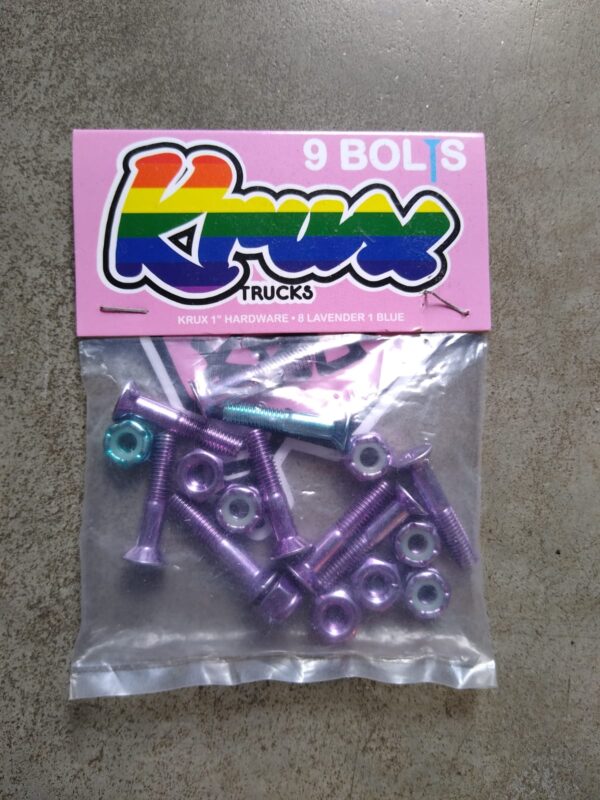 9 BOLTS
Krux
TRUCKS
KRUX 1" HARDWARE • 8 LAVENDER 1 BLUE